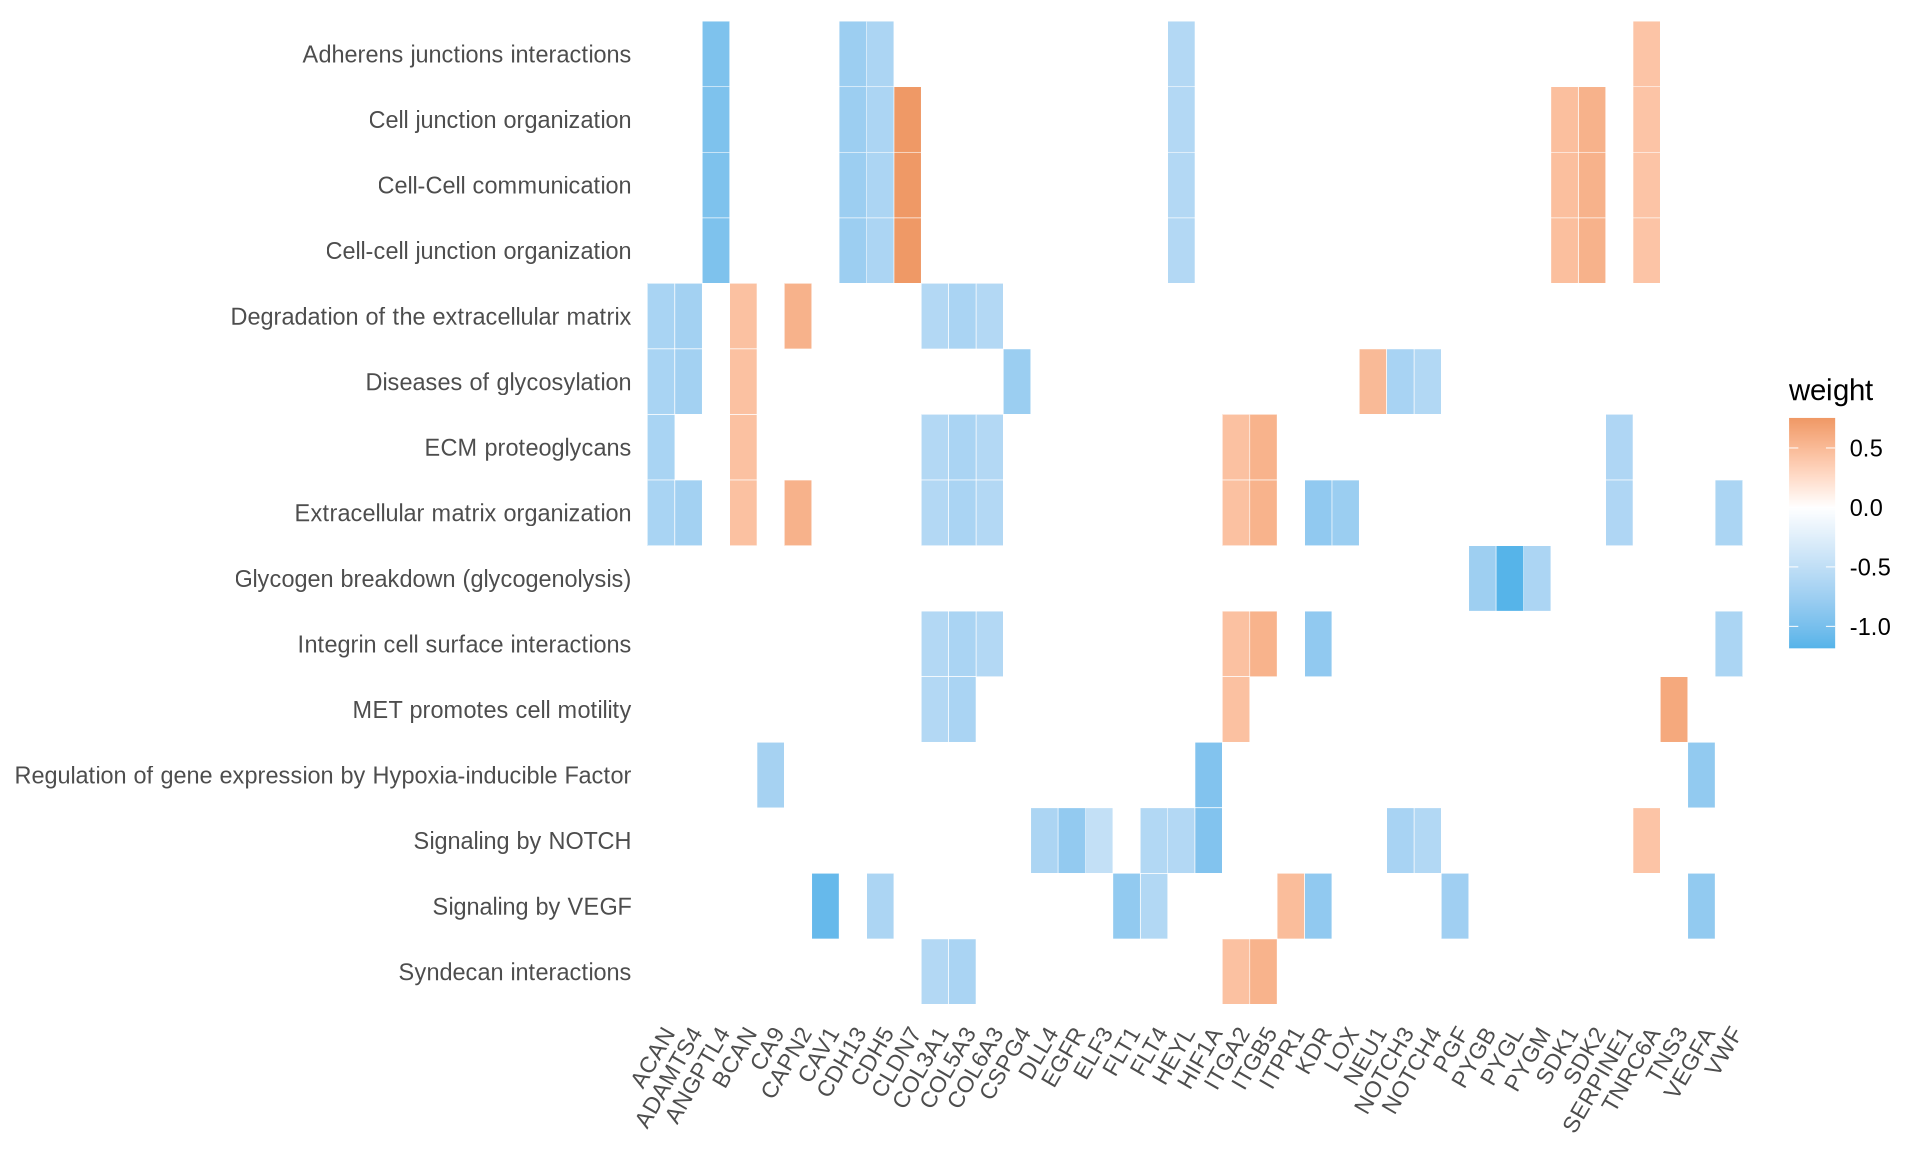 Adherens junctions interactions
Cell junction organization
Cell-Cell communication
Cell-cell junction organization
Degradation of the extracellular matrix
Diseases of glycosylation
ECM proteoglycans
Extracellular matrix organization
Glycogen breakdown (glycogenolysis)
Integrin cell surface interactions
MET promotes cell motility
Regulation of gene expression by Hypoxia-inducible Factor
Signaling by NOTCH
Signaling by VEGF
Syndecan interactions
ACAN
ADAMTS4
ANGPTL4
BCAN
CA9
CAPN2
CAV1
CDH13
CDH5
CLDN7
COL3A1
COL5A3
COL6A3
CSPG4
DLL4
EGFR
ELF3
FLT1
FLT4
HEYL
HIF1A
ITGA2
ITGB5
ITPR1
KDR
LOX
NEU1
NOTCH3
NOTCH4
PGF
PYGB
PYGL
PYGM
SDK1
SDK2
SERPINE1
TNRC6A
TNS3
VEGFA
VWF
weight
0.5
0.0
-0.5
-1.0